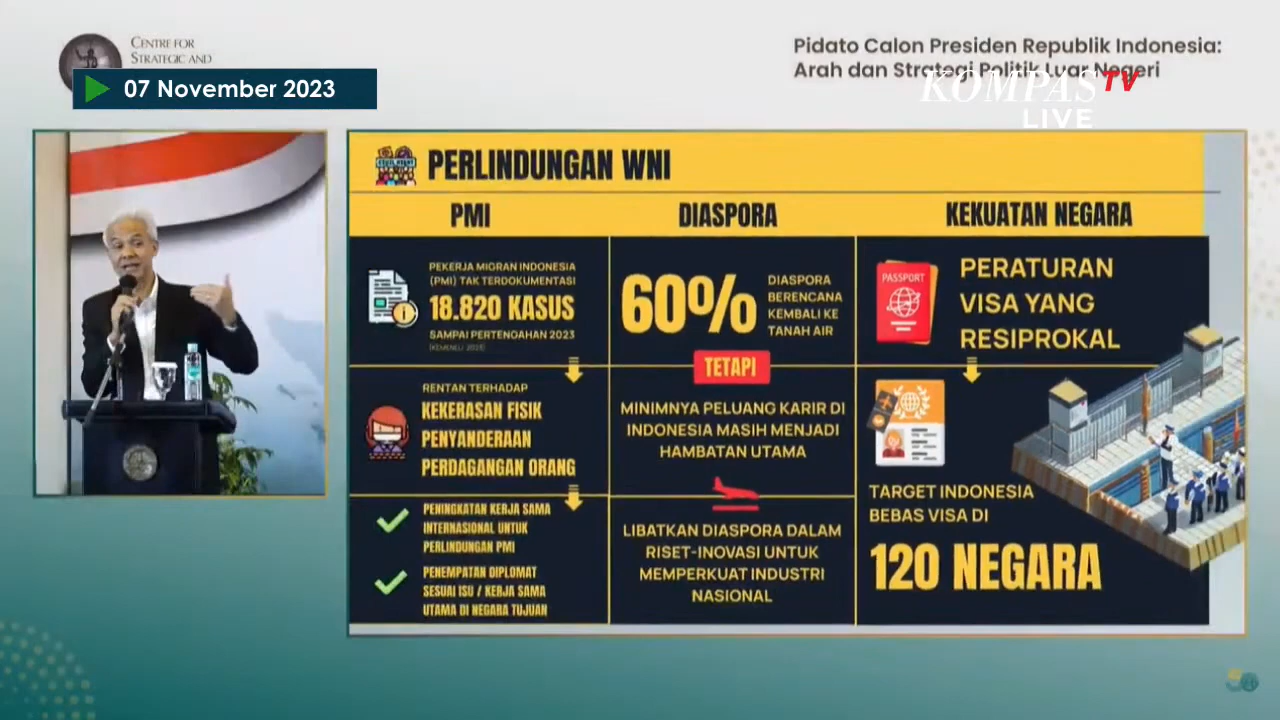 CENTRE FOR
STRATEGIC AND
07 November 2023
Pidato Calon Presiden Republik Indonesia:
Arah dan Strategi Politik Luar Negeri
KOMPAS TV
LIVE
PERLINDUNGAN WNI
PMI
PEKERJA MIGRAN INDONESIA
(PMI) TAK TERDOKUMENTASI
18.820 KASUS
SAMPAI PERTENGAHAN 2023
RENTAN TERHADAP
KEKERASAN FISIK
PENYANDERAAN
PERDAGANGAN ORANG
PENINGKATAN KERJA SAMA
INTERNASIONAL UNTUK
PERLINDUNGAN PMI
PENEMPATAN DIPLOMAT
SESUAI ISU / KERJA SAMA
UTAMA DI NEGARA TUJUAN
DIASPORA
60%
DIASPORA
BERENCANA
KEMBALI KE
TANAH AIR
TETAPI
MINIMNYA PELUANG KARIR DI
INDONESIA MASIH MENJADI
HAMBATAN UTAMA
LIBATKAN DIASPORA DALAM
RISET-INOVASI UNTUK
MEMPERKUAT INDUSTRI
NASIONAL
KEKUATAN NEGARA
PASSPORT
PERATURAN
VISA YANG
RESIPROKAL
TARGET INDONESIA
BEBAS VISA DI
120 NEGARA